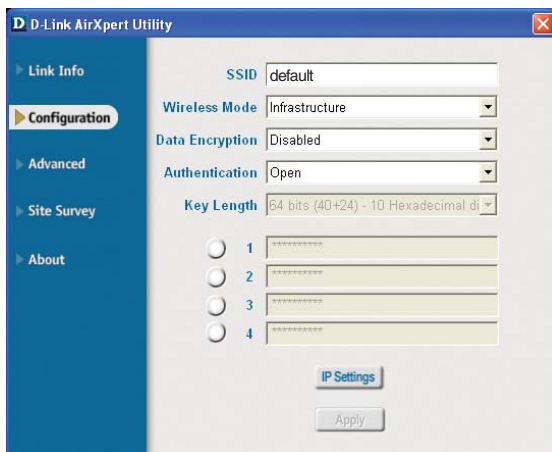 D D-Link AirXpert Utility
Link Info
Configuration
Advanced
Site Survey
About
SSID default
Wireless Mode Infrastructure
Data Encryption Disabled
Authentication Open
Key Length 64 bits (40+24) - 10 Hexadecimal di
1 **********
2 **********
3 **********
4 **********
IP Settings
Apply